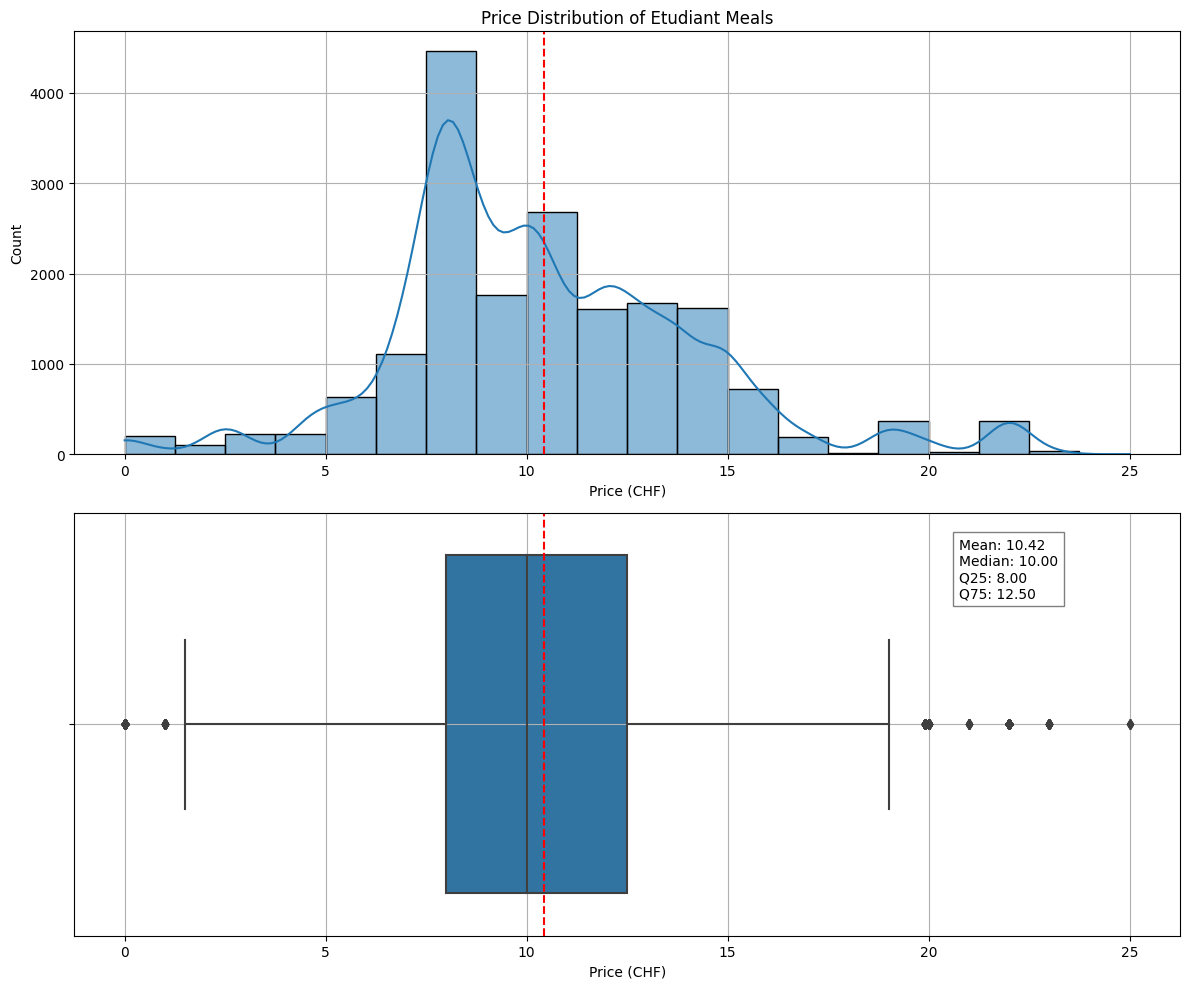 Price Distribution of Etudiant Meals
4000
3000
2000
1000
0
Count
0 5 10 15 20 25
Price (CHF)
Mean: 10.42
Median: 10.00
Q25: 8.00
Q75: 12.50
0 5 10 15 20 25
Price (CHF)